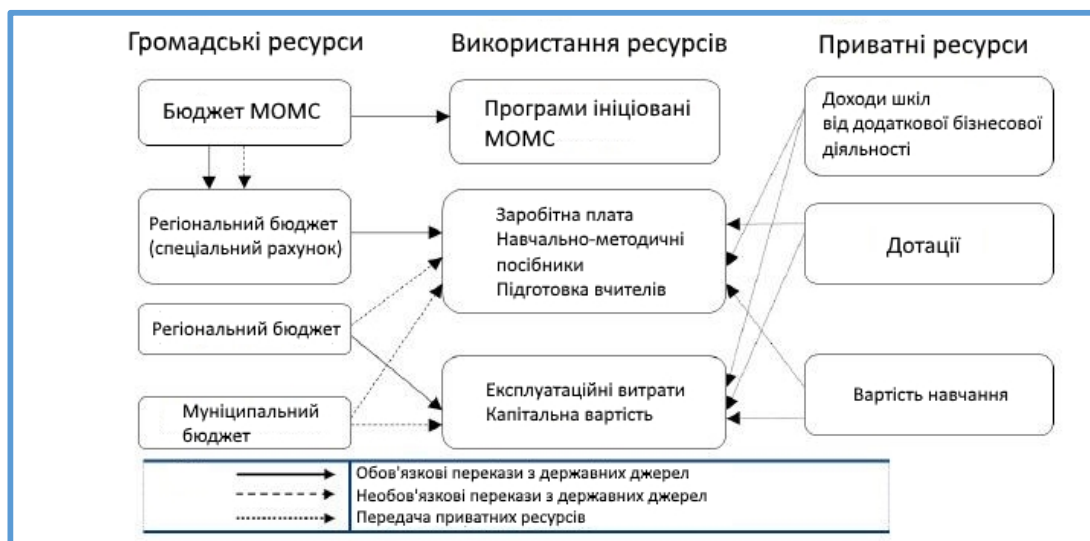 Громадські ресурси
Використання ресурсів
Приватні ресурси
Бюджет МОМС
Програми ініційовані
МОМС
Доходи шкіл
від додаткової бізнесової
діяльності
Регіональний бюджет
(спеціальний рахунок)
Заробітна плата
Навчально-методичні
посібники
Підготовка вчителів
Дотації
Регіональний бюджет
Муніципальний
бюджет
Експлуатаційні витрати
Капітальна вартість
Вартість навчання
Обов'язкові перекази з державних джерел
Необов'язкові перекази з державних джерел
Передача приватних ресурсів